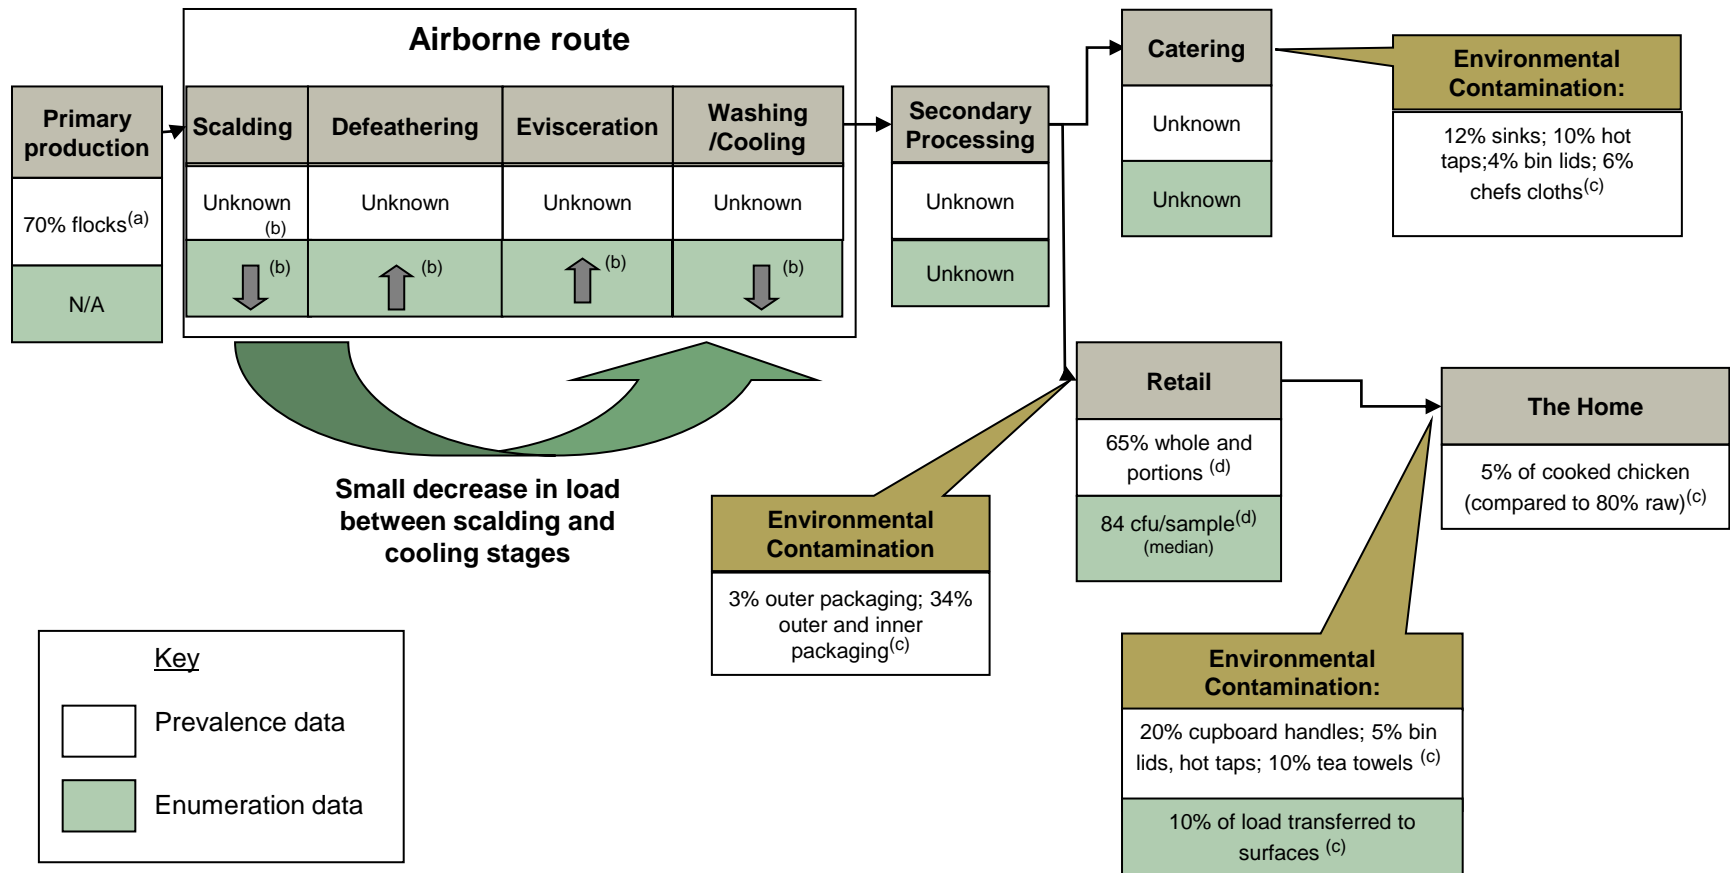 Airborne route
Primary
production
70% flocks(a)
N/A
Scalding
Unknown
(b)
(b)
Defeathering
Unknown
(b)
Evisceration
Unknown
(b)
Washing
/Cooling
Unknown
(b)
Small decrease in load
between scalding and
cooling stages
Secondary
Processing
Unknown
Unknown
Catering
Unknown
Unknown
Environmental
Contamination:
12% sinks; 10% hot
taps;4% bin lids; 6%
chefs cloths(c)
Retail
65% whole and
portions (d)
84 cfu/sample(d)
(median)
The Home
5% of cooked chicken
(compared to 80% raw)(c)
Environmental
Contamination
3% outer packaging; 34%
outer and inner
packaging(c)
Environmental
Contamination:
20% cupboard handles; 5% bin
lids, hot taps; 10% tea towels (c)
10% of load transferred to
surfaces (c)
Key
Prevalence data
Enumeration data